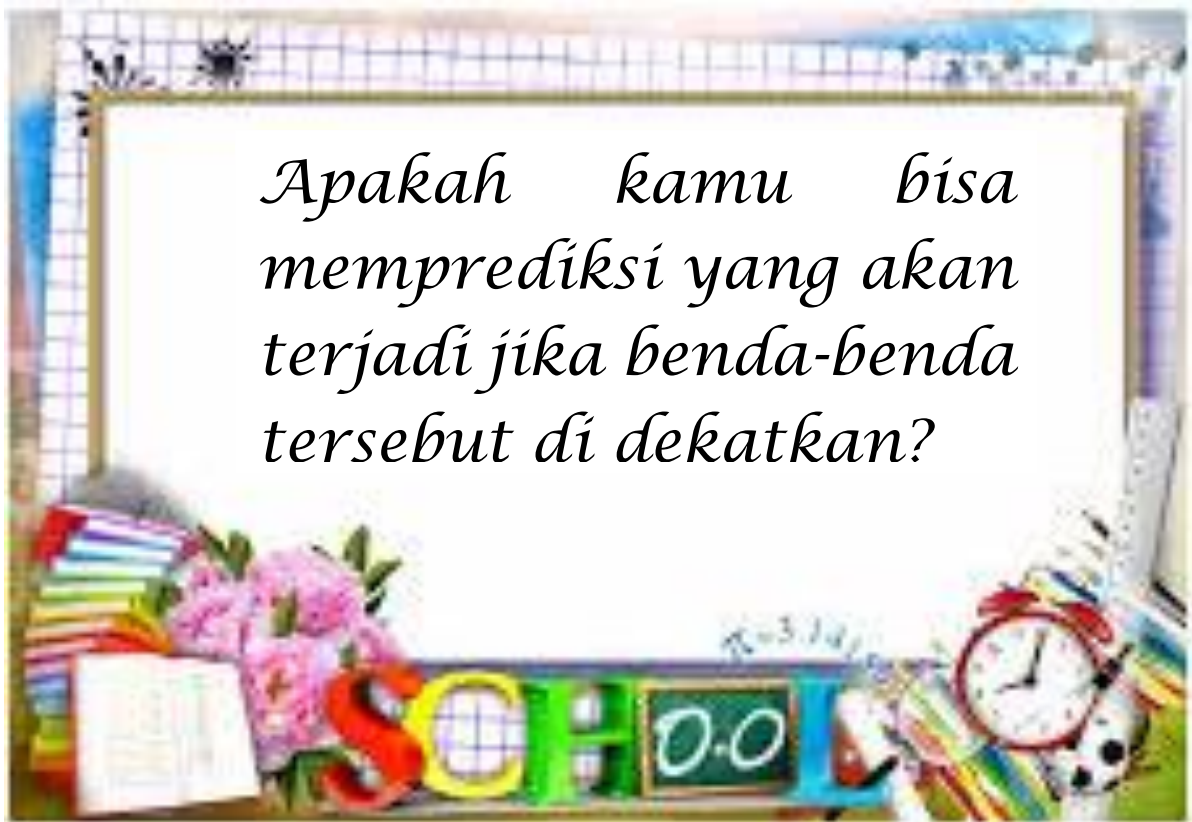 Apakah kamu bisa
memprediksi yang akan
terjadi jika benda-benda
tersebut di dekatkan?
SCHOOL